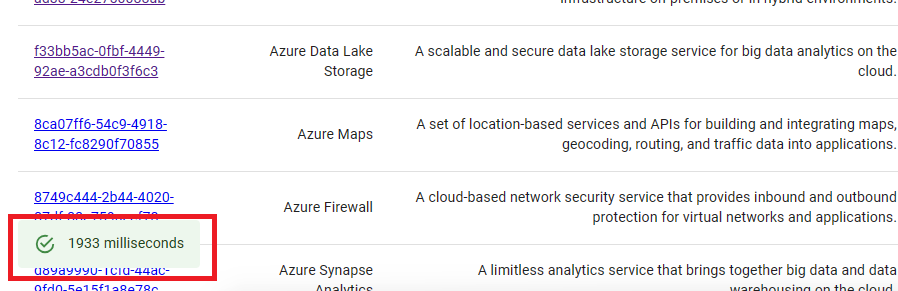 infrastructure on premises or in hybrid environments.
f33bb5ac-0fbf-4449-
92ae-a3cdb0f3f6c3
Azure Data Lake
Storage
A scalable and secure data lake storage service for big data analytics on the
cloud.
8ca07ff6-54c9-4918-
8c12-fc8290f70855
Azure Maps
A set of location-based services and APIs for building and integrating maps,
geocoding, routing, and traffic data into applications.
8749c444-2b44-4020-
Azure Firewall
A cloud-based network security service that provides inbound and outbound
protection for virtual networks and applications.
1933 milliseconds
d89a9990-1cfd-44ac-
9fd0-5e15f1a8e78c
Azure Synapse
Analytics
A limitless analytics service that brings together big data and data
warehousing on the cloud.